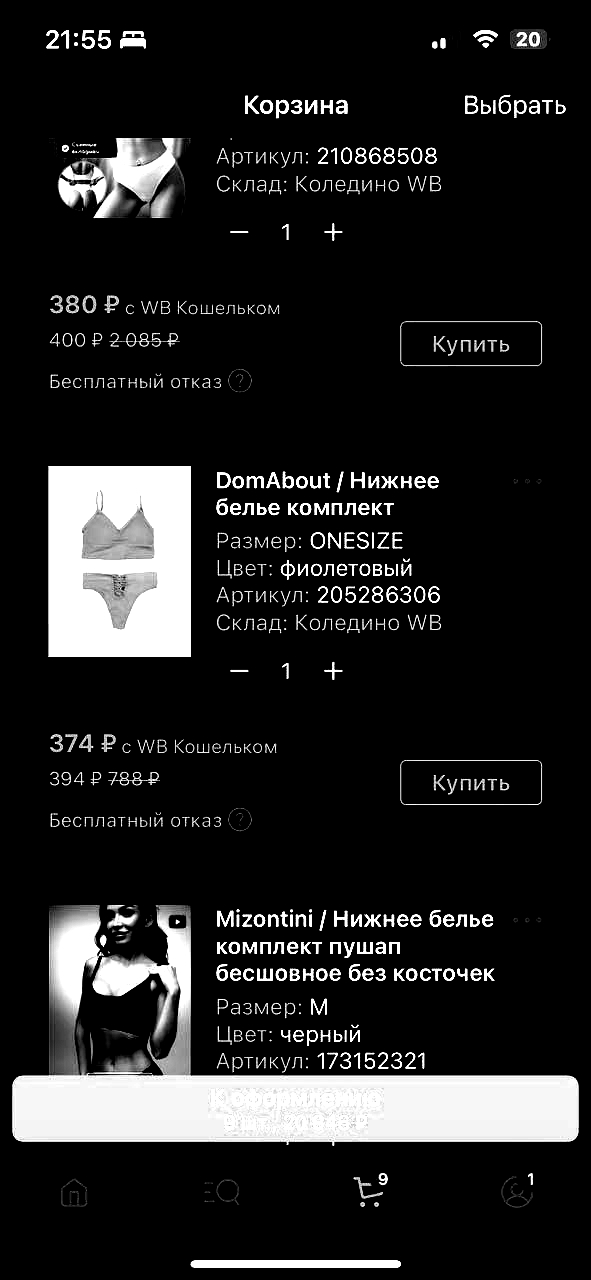 21:55
20
Корзина
Выбрать
Артикул: 210868508
Склад: Коледино WB
1
380 ₽ с WB Кошельком
400 ₽ 2 085 ₽
Купить
Бесплатный отказ ?
DomAbout / Нижнее
белье комплект
Размер: ONESIZE
Цвет: фиолетовый
Артикул: 205286306
Склад: Коледино WB
1
374 ₽ с WB Кошельком
394 ₽ 788 ₽
Купить
Бесплатный отказ ?
Mizontini / Нижнее белье
комплект пушап
бесшовное без косточек
Размер: M
Цвет: черный
Артикул: 173152321
К оформлению
9
1